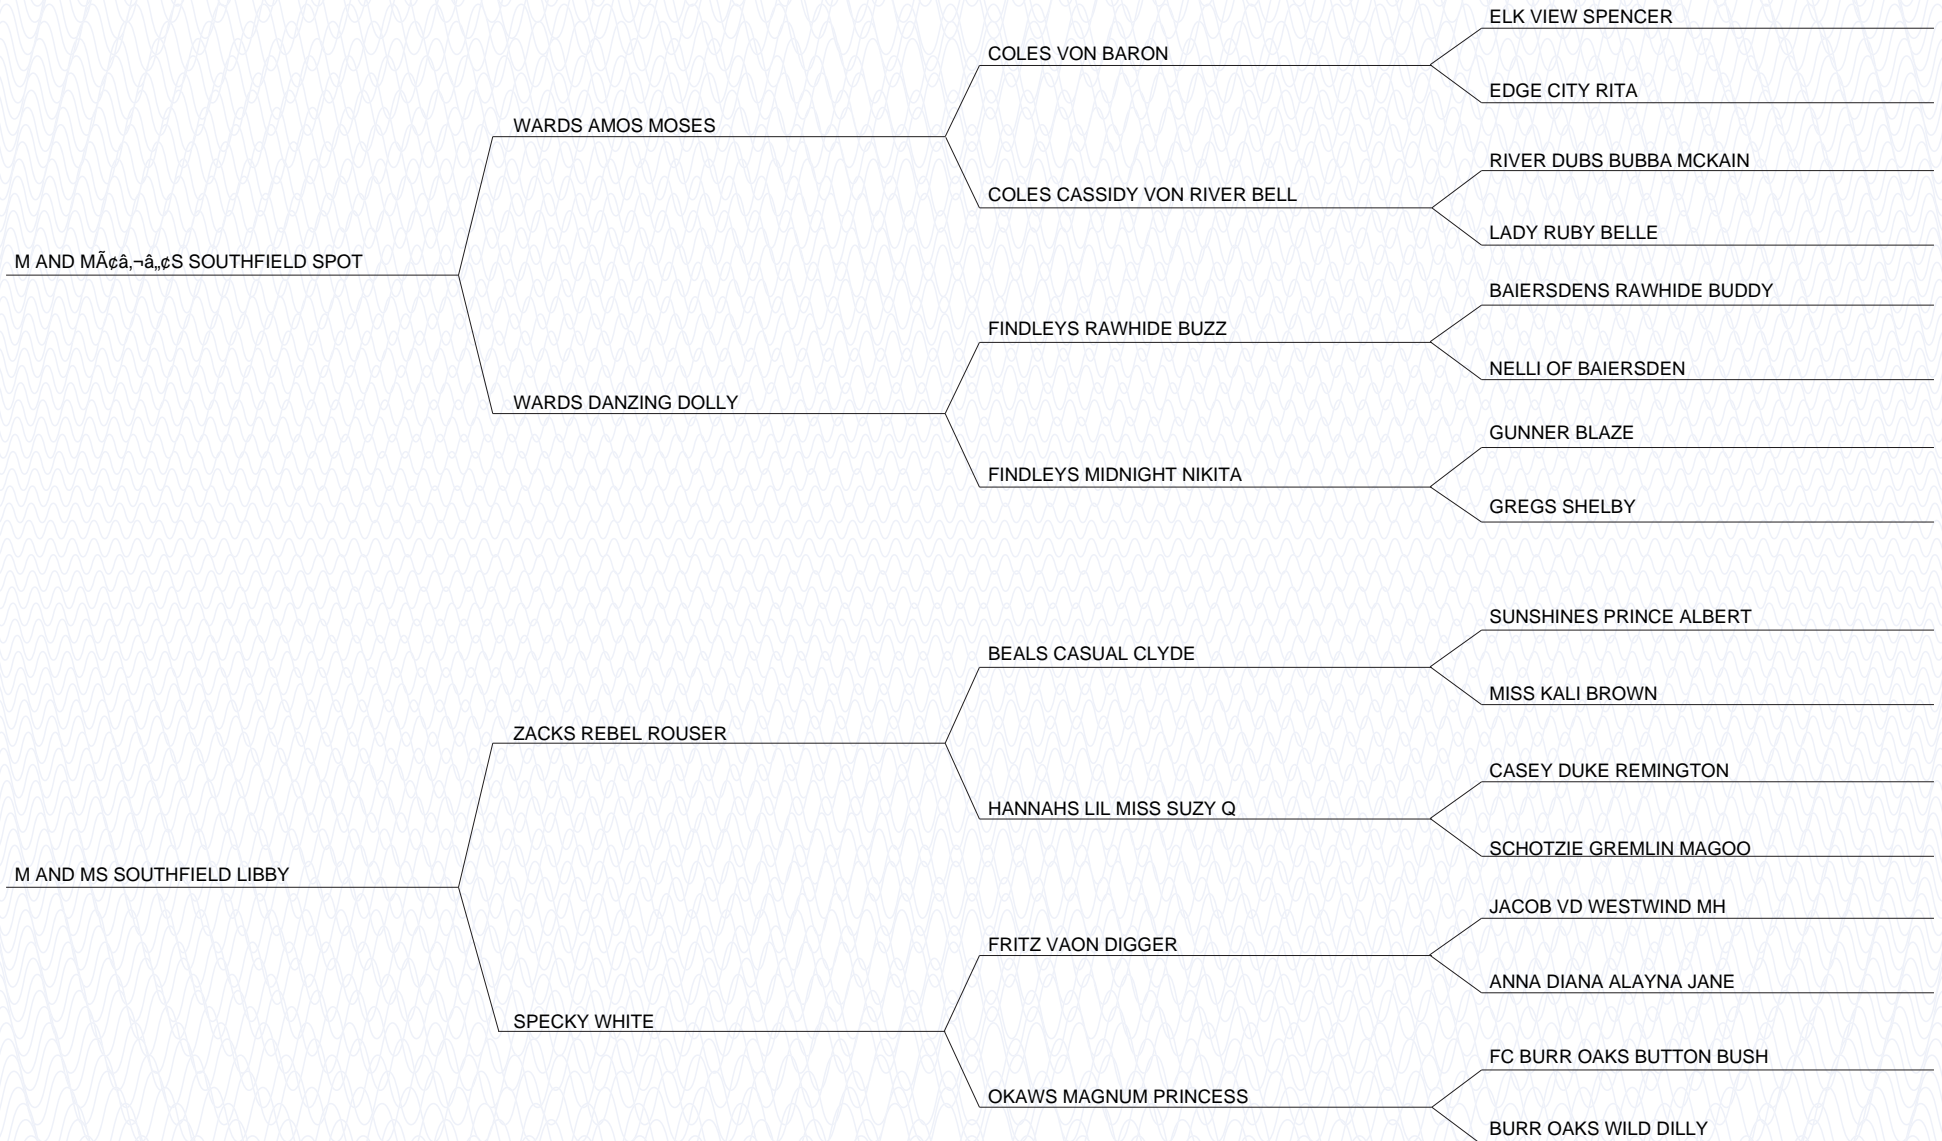 ELK VIEW SPENCER
COLES VON BARON
EDGE CITY RITA
WARDS AMOS MOSES
RIVER DUBS BUBBA MCKAIN
COLES CASSIDY VON RIVER BELL
LADY RUBY BELLE
M AND MÃ¢â‚¬â„¢S SOUTHFIELD SPOT
BAIERSDENS RAWHIDE BUDDY
FINDLEYS RAWHIDE BUZZ
NELLI OF BAIERSDEN
WARDS DANZING DOLLY
GUNNER BLAZE
FINDLEYS MIDNIGHT NIKITA
GREGS SHELBY
SUNSHINES PRINCE ALBERT
BEALS CASUAL CLYDE
MISS KALI BROWN
ZACKS REBEL ROUSER
CASEY DUKE REMINGTON
HANNAHS LIL MISS SUZY Q
SCHOTZIE GREMLIN MAGOO
M AND MS SOUTHFIELD LIBBY
JACOB VD WESTWIND MH
FRITZ VAON DIGGER
ANNA DIANA ALAYNA JANE
SPECKY WHITE
FC BURR OAKS BUTTON BUSH
OKAWS MAGNUM PRINCESS
BURR OAKS WILD DILLY